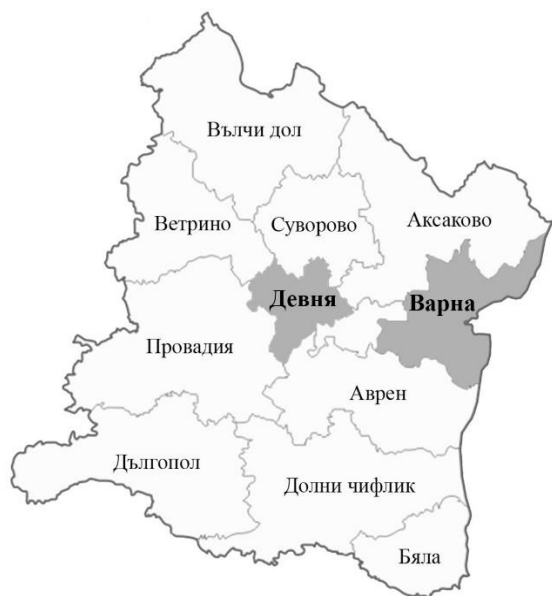 Вълчи дол
Ветрино
Суворово
Аксаково
Девня
Варна
Провадия
Аврен
Дългопол
Долни чифлик
Бяла